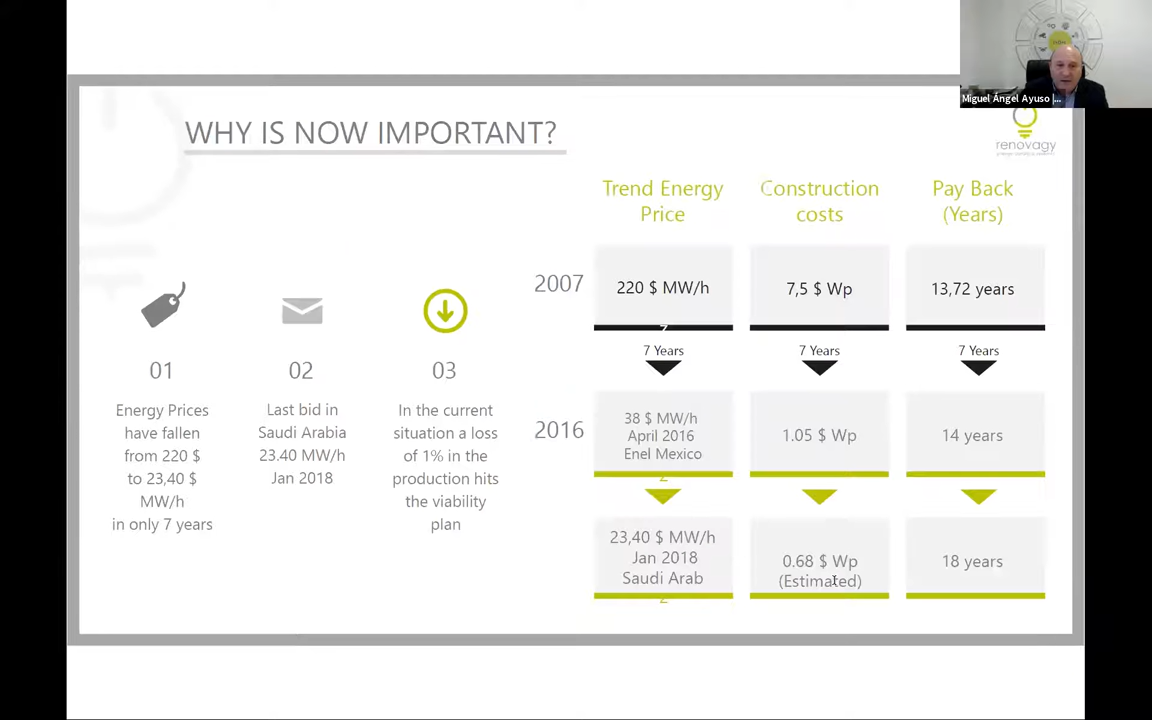 Miguel Ángel Ayuso |...
WHY IS NOW IMPORTANT?
renovagy
Trend Energy
Price
Construction
costs
Pay Back
(Years)
2007
220 $ MW/h
7,5 $ Wp
13,72 years
7 Years
7 Years
7 Years
01
Energy Prices
have fallen
from 220 $
to 23,40 $
MW/h
in only 7 years
02
Last bid in
Saudi Arabia
23.40 MW/h
Jan 2018
03
In the current
situation a loss
of 1% in the
production hits
the viability
plan
2016
38 $ MW/h
April 2016
Enel Mexico
1.05 $ Wp
14 years
23,40 $ MW/h
Jan 2018
Saudi Arab
0.68 $ Wp
(Estimated)
18 years